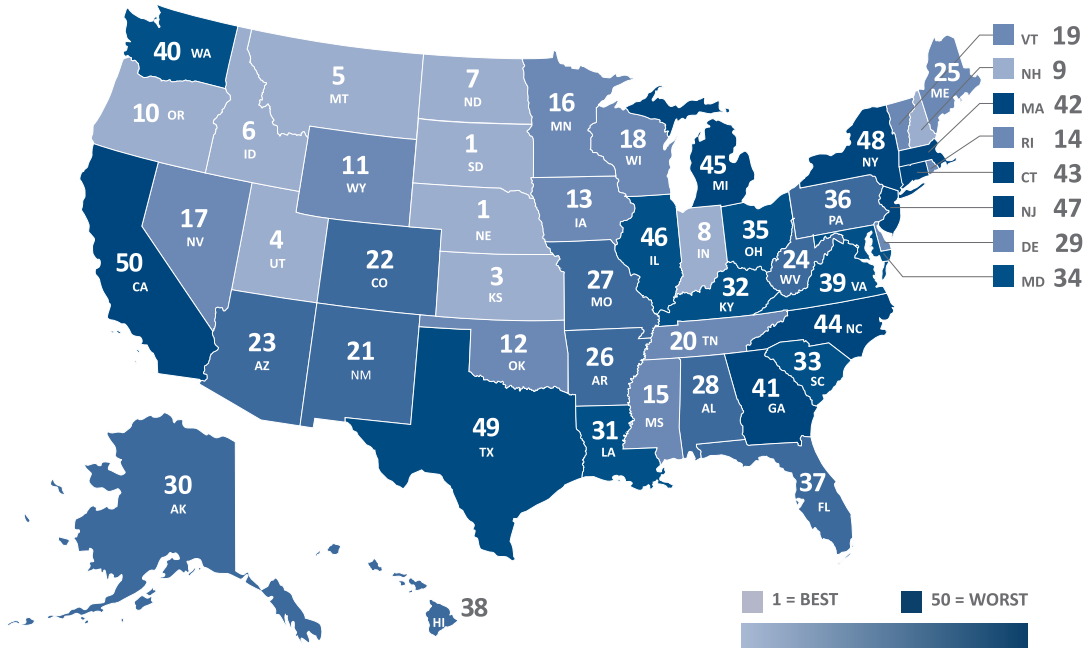 40 WA
10 OR
5
MT
6
ID
7
ND
1
SD
11
WY
1
NE
17
NV
4
UT
50
CA
22
CO
3
KS
23
AZ
21
NM
12
OK
49
TX
16
MN
18
WI
13
IA
27
MO
26
AR
31
LA
46
IL
8
IN
45
MI
35
OH
32
KY
20 TN
15
MS
28
AL
41
GA
33
SC
44 NC
39 VA
24
WV
36
PA
48
NY
25
ME
37
FL
VT 19
NH 9
MA 42
RI 14
CT 43
NJ 47
DE 29
MD 34
30
AK
38
HI
1 = BEST
50 = WORST